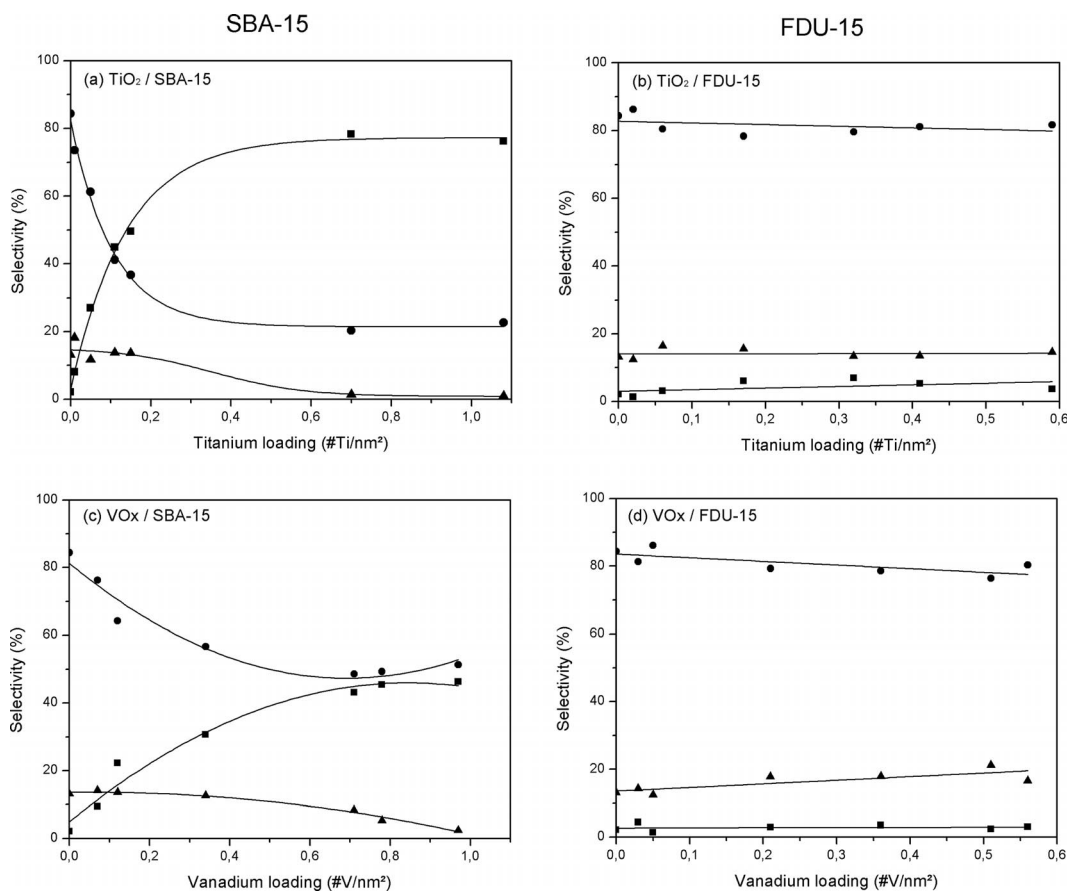 SBA-15
FDU-15
(a) TiO₂ / SBA-15
Selectivity (%)
100
80
60
40
20
0
0,0 0,2 0,4 0,6 0,8 1,0
Titanium loading (#Ti/nm²)
(b) TiO₂ / FDU-15
Selectivity (%)
100
80
60
40
20
0
0,0 0,1 0,2 0,3 0,4 0,5 0,6
Titanium loading (#Ti/nm²)
(c) VOx / SBA-15
Selectivity (%)
100
80
60
40
20
0
0,0 0,2 0,4 0,6 0,8 1,0
Vanadium loading (#V/nm²)
(d) VOx / FDU-15
Selectivity (%)
100
80
60
40
20
0
0,0 0,1 0,2 0,3 0,4 0,5 0,6
Vanadium loading (#V/nm²)